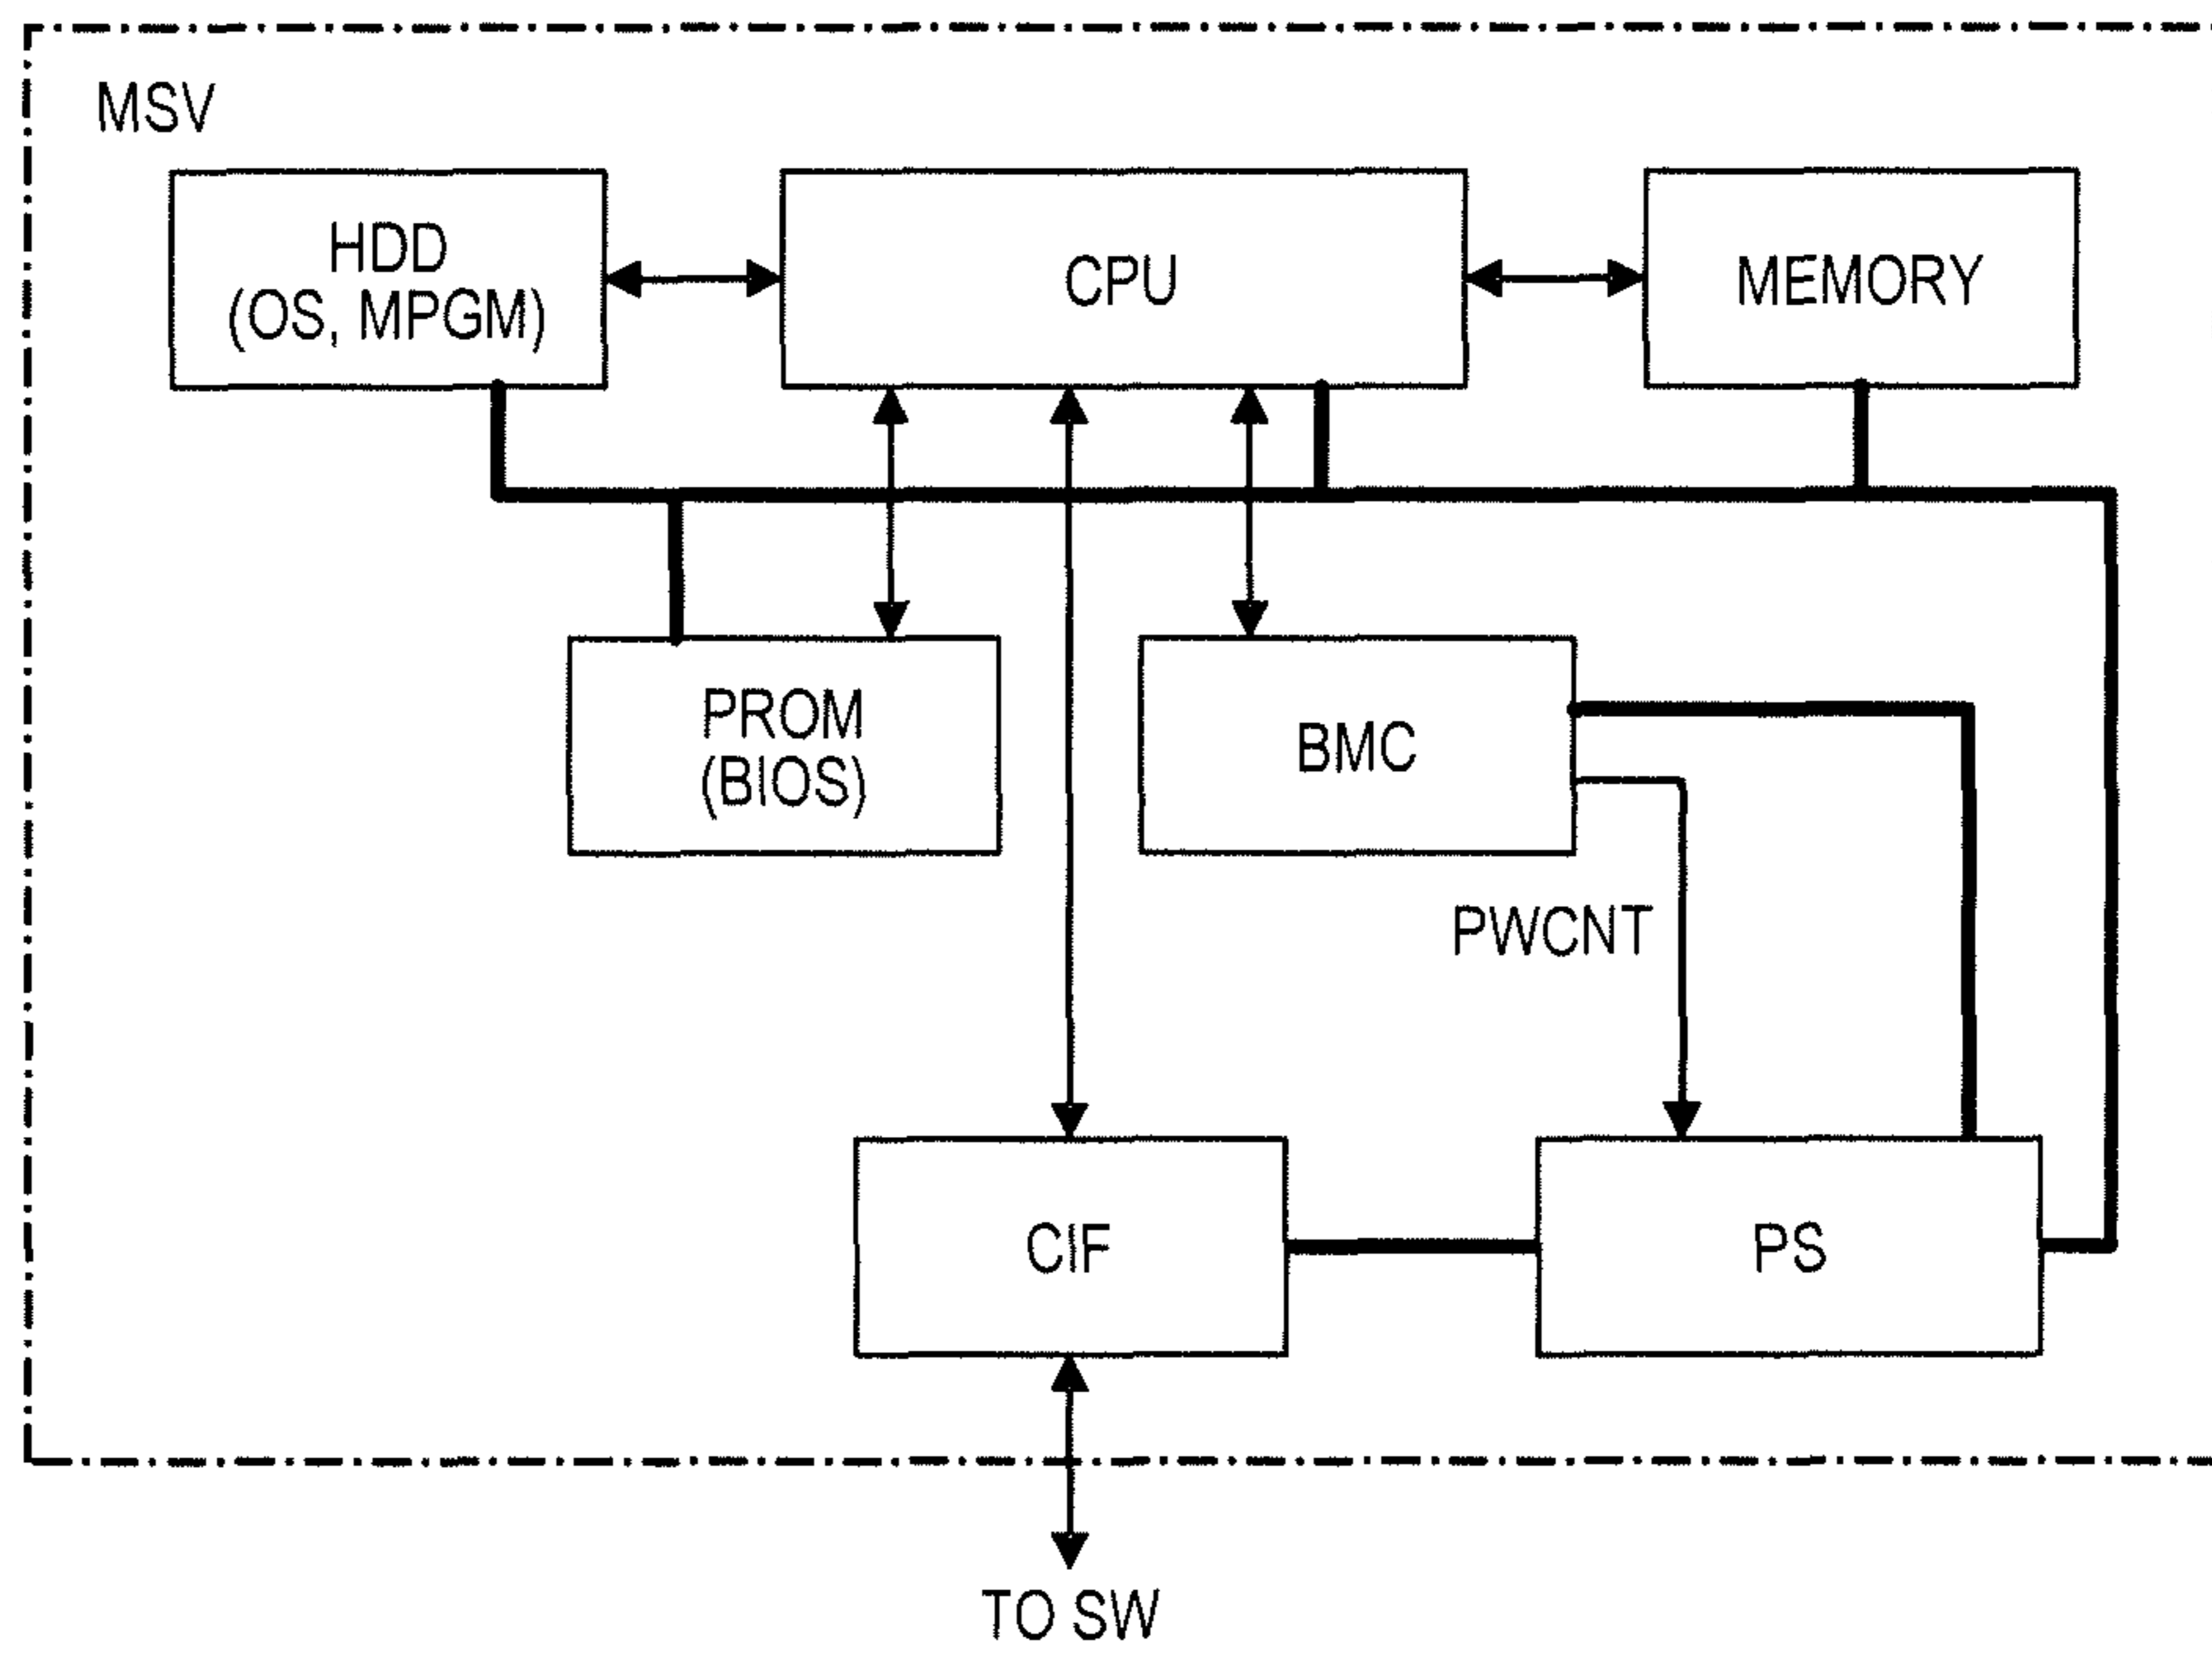 MSV
HDD
(OS, MPGM)
CPU
MEMORY
PROM
(BIOS)
BMC
PWCNT
CIF
PS
TO SW